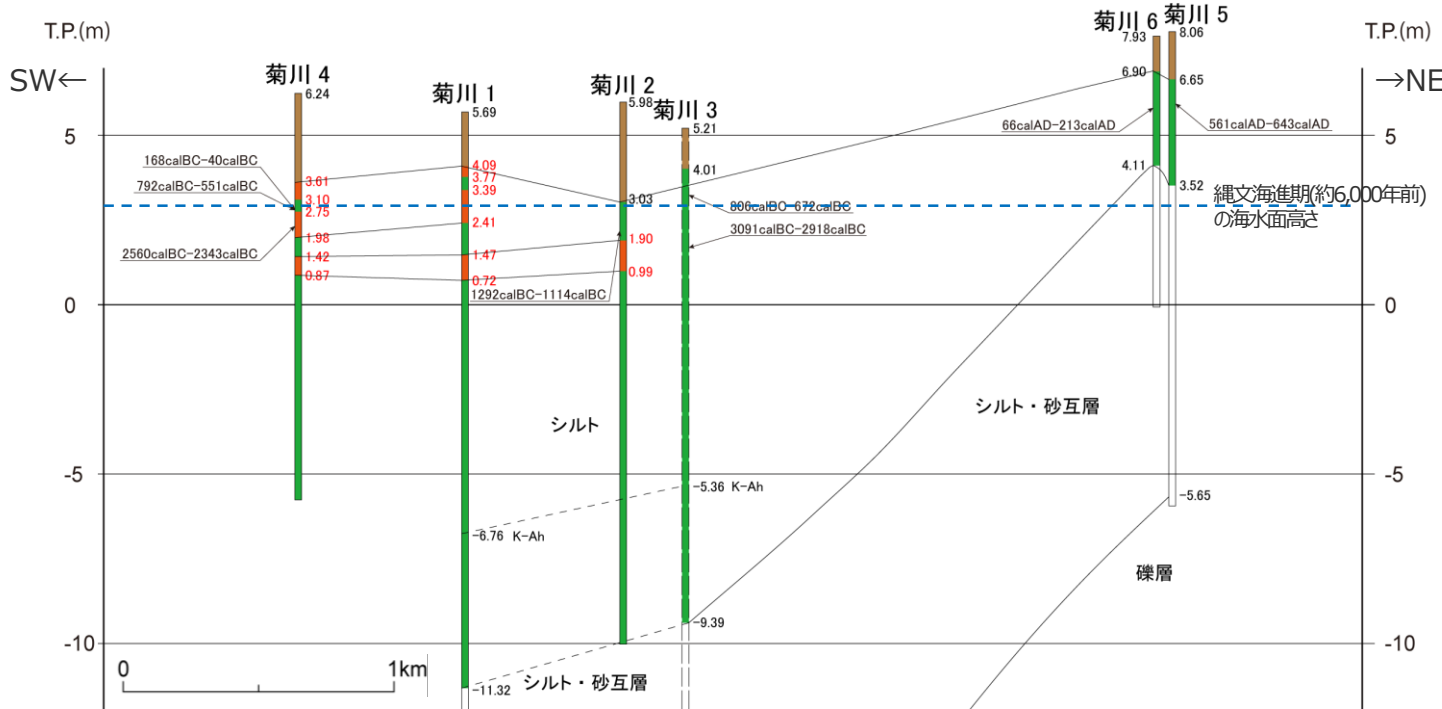 T.P.(m)
T.P.(m)
SW←
→NE
菊川 4
6.24
菊川 1
5.69
菊川 2
5.98
菊川 3
5.21
菊川 6
7.93
菊川 5
8.06
6.90
6.65
5
5
66calAD-213calAD
561calAD-643calAD
168calBC-40calBC
792calBC-551calBC
2560calBC-2343calBC
3.61
3.10
2.75
1.98
1.42
0.87
4.09
3.77
3.39
2.41
1.47
0.72
3.03
1.90
0.99
1292calBC-1114calBC
4.01
806calBC-672calBC
3091calBC-2918calBC
4.11
3.52
縄文海進期(約6,000年前)
の海水面高さ
0
0
シルト
シルト・砂互層
-5
-5
-5.36 K-Ah
-6.76 K-Ah
-5.65
礫層
-9.39
-10
-10
0
1km
-11.32
シルト・砂互層